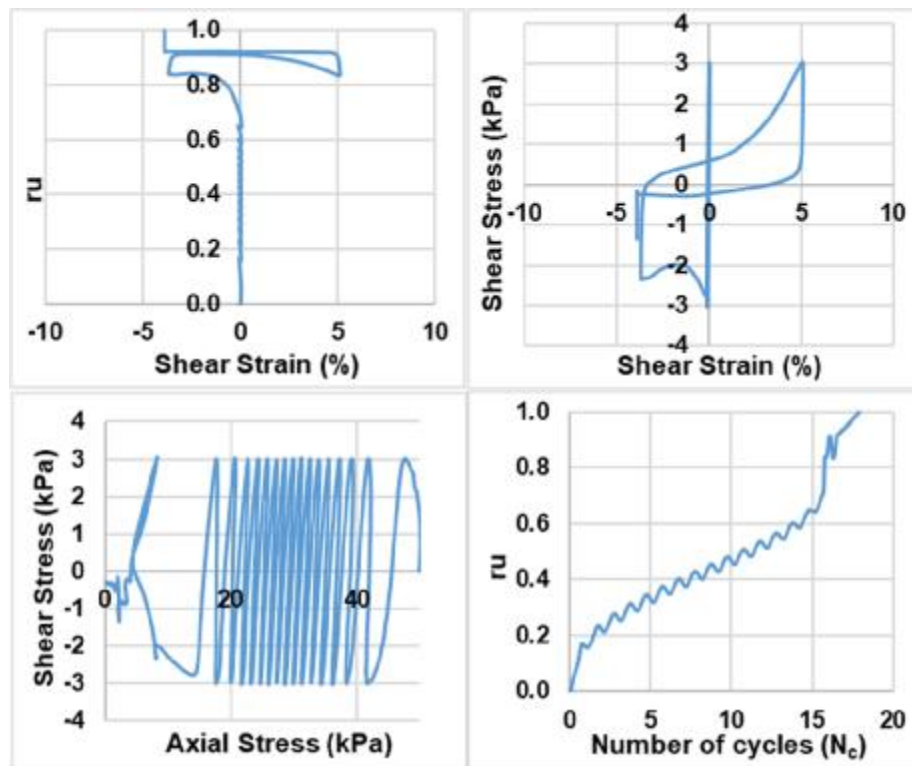 1.0
0.8
0.6
0.4
0.2
0.0
-10 -5 0 5 10
ru
Shear Strain (%)
4
3
2
1
0
-1
-2
-3
-4
-10 -5 0 5 10
Shear Stress (kPa)
Shear Strain (%)
4
3
2
1
0
-1
-2
-3
-4
0 20 40
Shear Stress (kPa)
Axial Stress (kPa)
1.0
0.8
0.6
0.4
0.2
0.0
0 5 10 15 20
ru
Number of cycles (Nc)